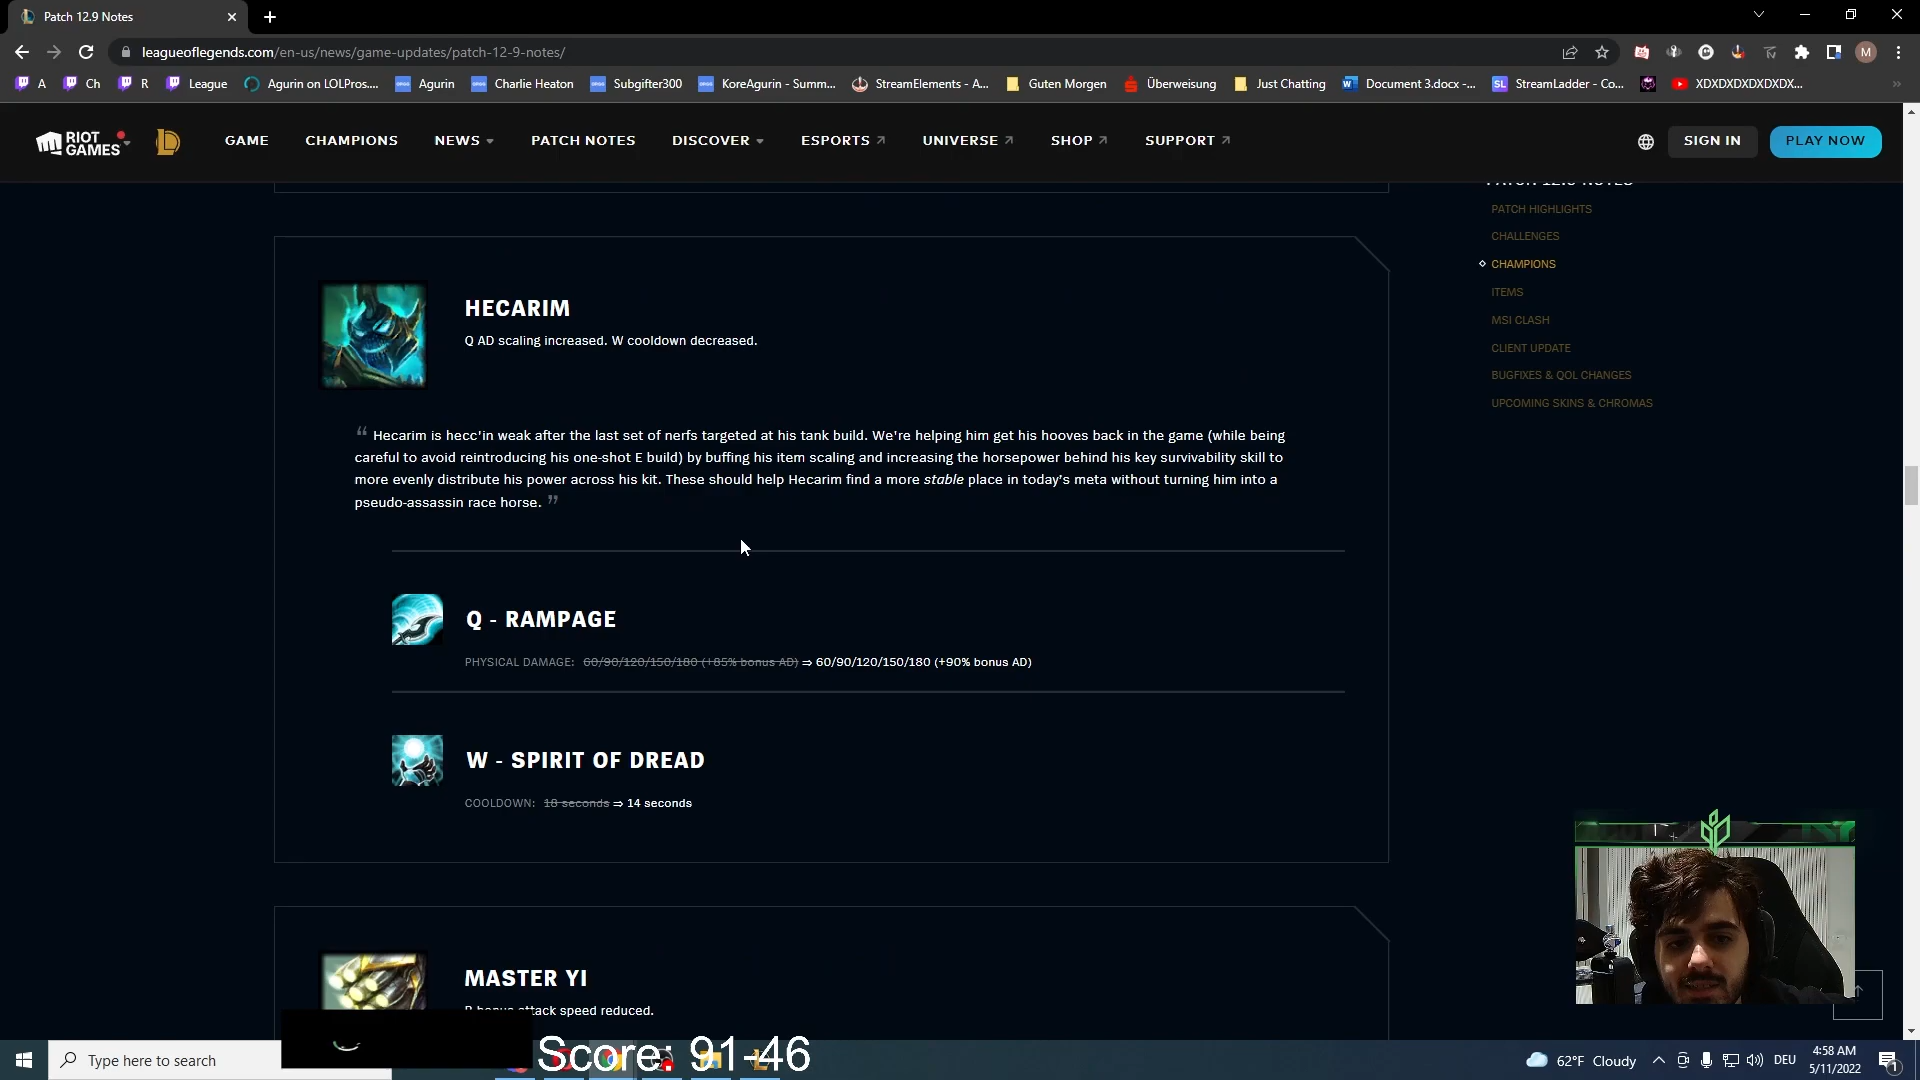 Patch 12.9 Notes
leagueoflegends.com/en-us/news/game-updates/patch-12-9-notes/
M
A
Ch
R
League
Agurin on LOLPros....
Agurin
Charlie Heaton
Subgifter300
KoreAgurin - Summ...
StreamElements - A...
Guten Morgen
Überweisung
Just Chatting
Document 3.docx -...
StreamLadder - Co...
XDXDXDXDXDXDX...
RIOT GAMES
GAME
CHAMPIONS
NEWS
PATCH NOTES
DISCOVER
ESPORTS
UNIVERSE
SHOP
SUPPORT
SIGN IN
PLAY NOW
PATCH 12.9 NOTES
PATCH HIGHLIGHTS
CHALLENGES
CHAMPIONS
ITEMS
MSI CLASH
CLIENT UPDATE
BUGFIXES & QOL CHANGES
UPCOMING SKINS & CHROMAS
HECARIM
Q AD scaling increased. W cooldown decreased.
“ Hecarim is hecc'in weak after the last set of nerfs targeted at his tank build. We're helping him get his hooves back in the game (while being
careful to avoid reintroducing his one-shot E build) by buffing his item scaling and increasing the horsepower behind his key survivability skill to
more evenly distribute his power across his kit. These should help Hecarim find a more stable place in today's meta without turning him into a
pseudo-assassin race horse. ”
Q - RAMPAGE
PHYSICAL DAMAGE: 60/90/120/150/180 (+85% bonus AD) ⇒ 60/90/120/150/180 (+90% bonus AD)
W - SPIRIT OF DREAD
COOLDOWN: 18 seconds ⇒ 14 seconds
MASTER YI
R bonus attack speed reduced.
Score: 91-46
Type here to search
62°F Cloudy
DEU
4:58 AM
5/11/2022
1